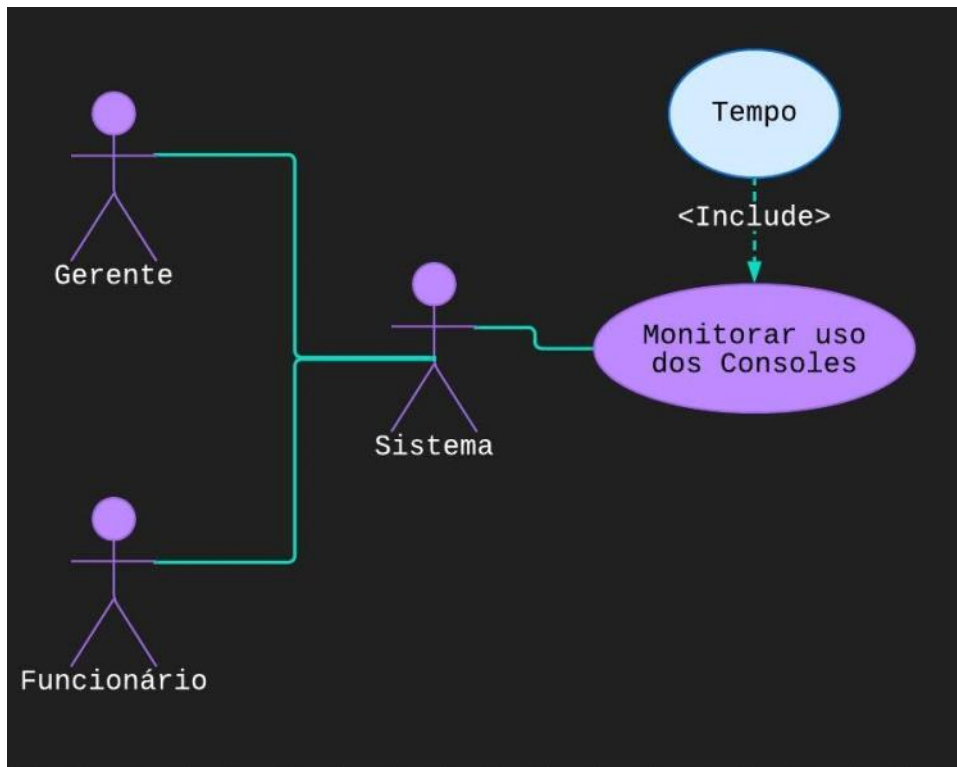 Tempo
<Include>
Gerente
Monitorar uso
dos Consoles
Sistema
Funcionário